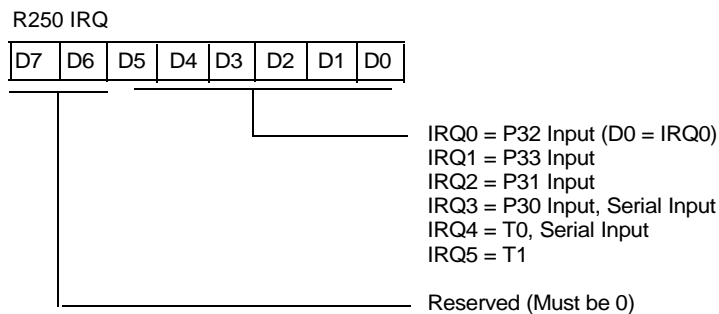 R250 IRQ
D7 D6 D5 D4 D3 D2 D1 D0
IRQ0 = P32 Input (D0 = IRQ0)
IRQ1 = P33 Input
IRQ2 = P31 Input
IRQ3 = P30 Input, Serial Input
IRQ4 = T0, Serial Input
IRQ5 = T1
Reserved (Must be 0)